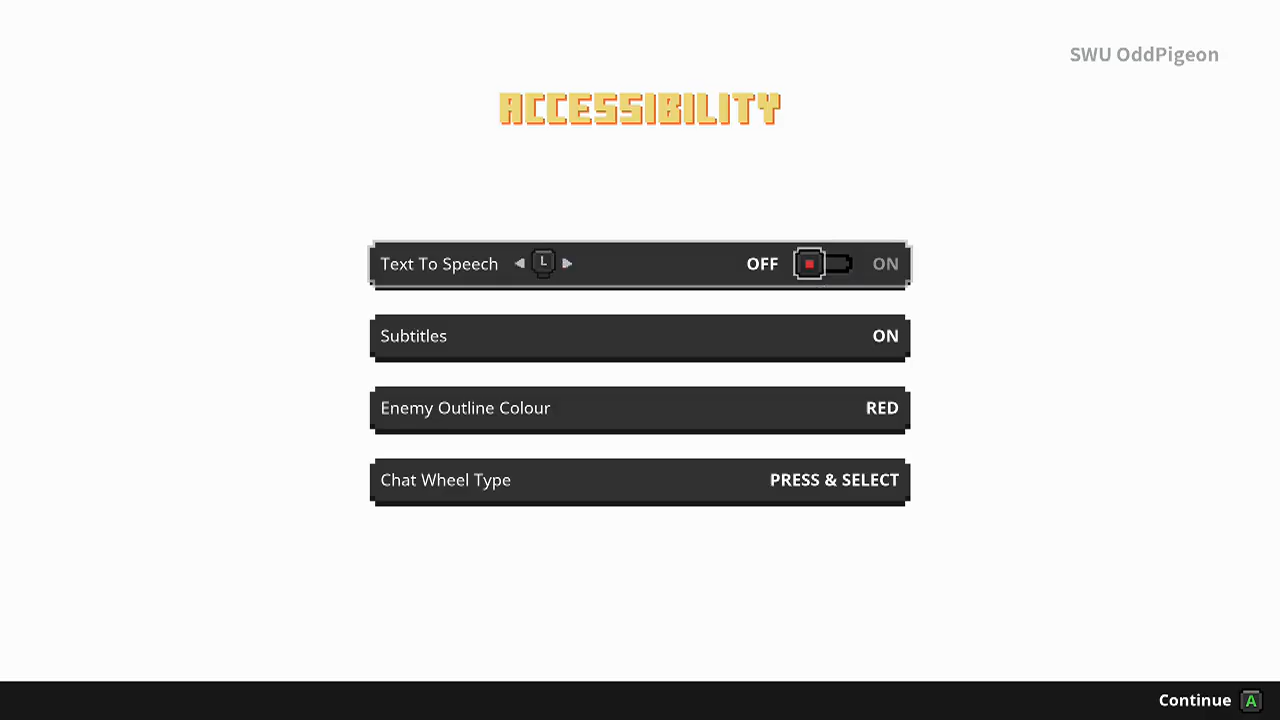 SWU OddPigeon
ACCESSIBILITY
Text To Speech L OFF ON
Subtitles ON
Enemy Outline Colour RED
Chat Wheel Type PRESS & SELECT
Continue A